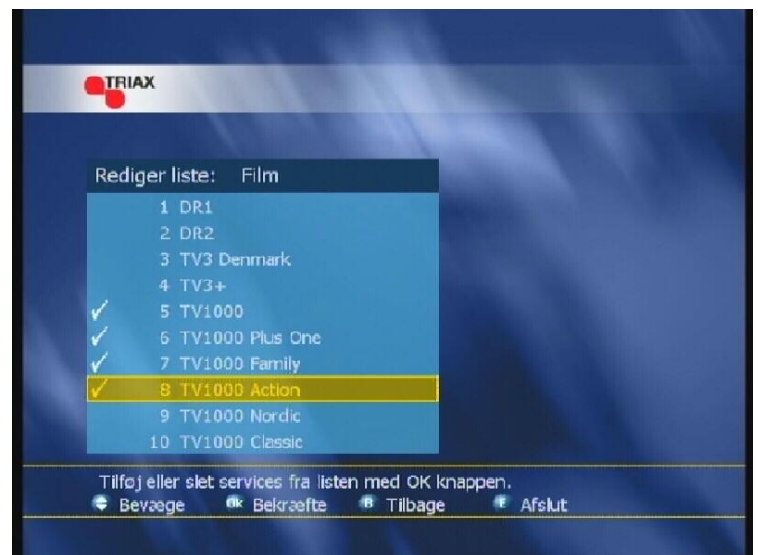 TRIAX
Rediger liste: Film
1 DR1
2 DR2
3 TV3 Denmark
4 TV3+
5 TV1000
6 TV1000 Plus One
7 TV1000 Family
8 TV1000 Action
9 TV1000 Nordic
10 TV1000 Classic
Tilføj eller slet services fra listen med OK knappen.
Bevæge Ok Bekræfte B Tilbage E Afslut